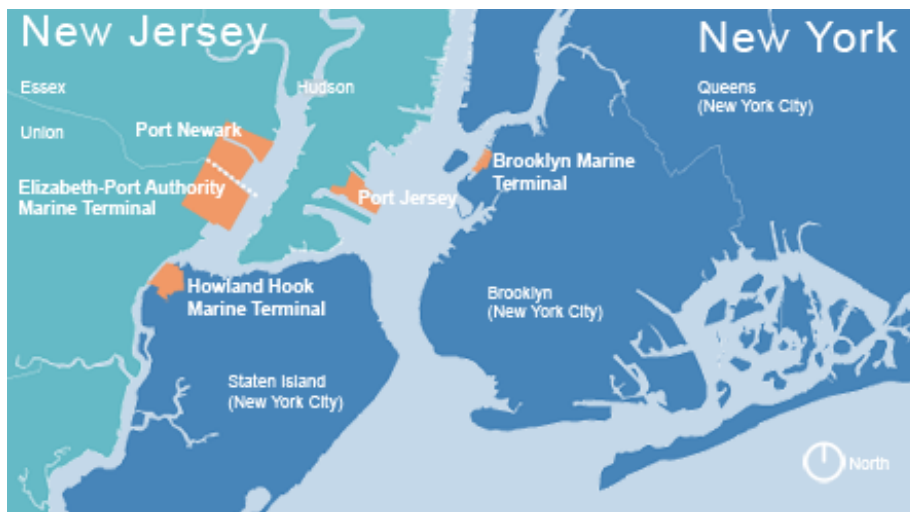 New Jersey
New York
Essex
Hudson
Queens
(New York City)
Union
Port Newark
Brooklyn Marine
Terminal
Elizabeth-Port Authority
Marine Terminal
Port Jersey
Howland Hook
Marine Terminal
Brooklyn
(New York City)
Staten Island
(New York City)
North